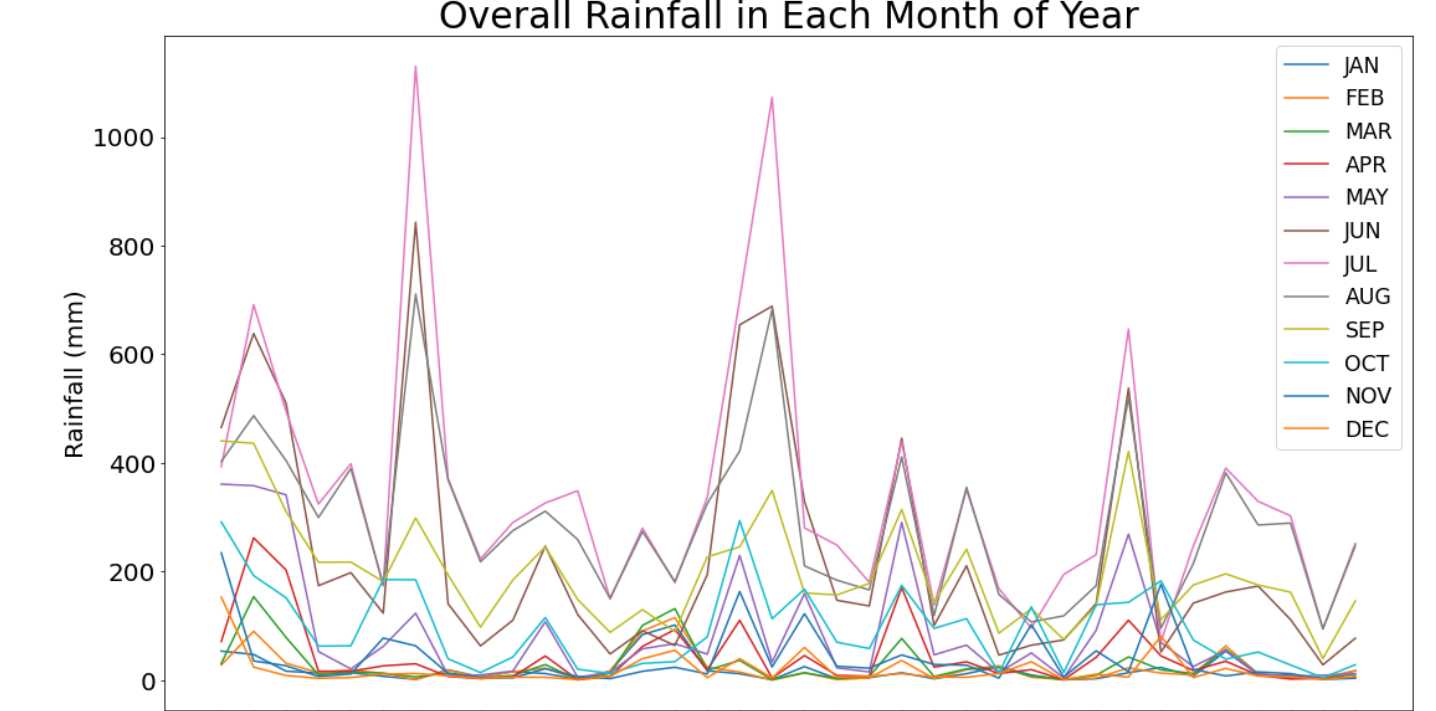 Overall Rainfall in Each Month of Year
Rainfall (mm)
1000
800
600
400
200
0
JAN
FEB
MAR
APR
MAY
JUN
JUL
AUG
SEP
OCT
NOV
DEC